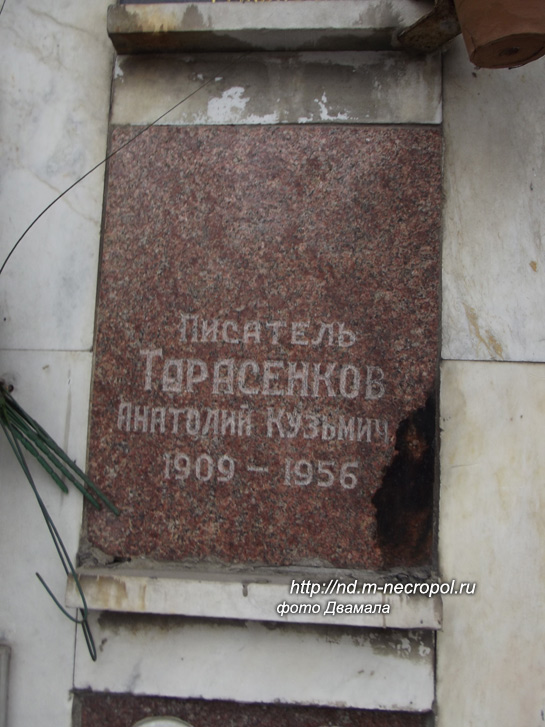 Писатель
Тарасенков
Анатолий Кузьмич
1909 – 1956
http://nd.m-necropol.ru
фото Двамала